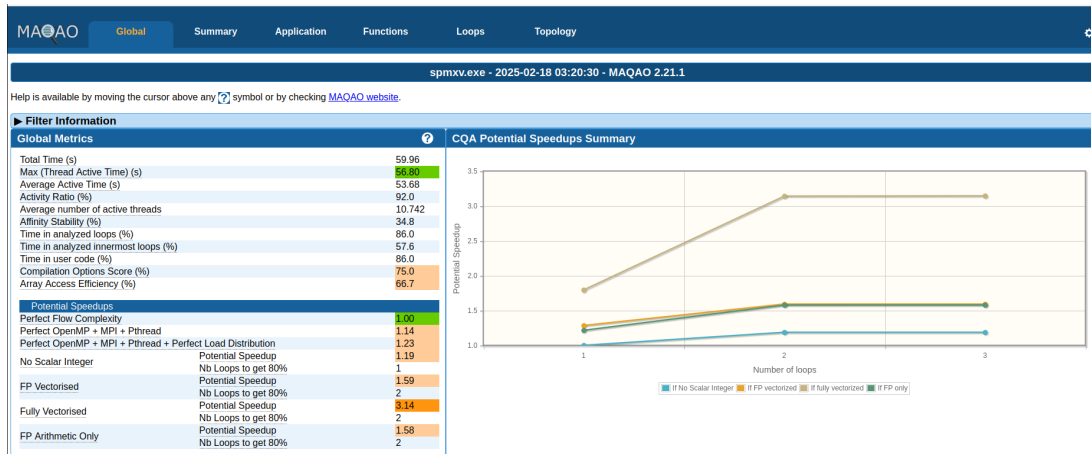 MAQAO Global Summary Application Functions Loops Topology
spmxv.exe - 2025-02-18 03:20:30 - MAQAO 2.21.1
Help is available by moving the cursor above any ? symbol or by checking MAQAO website.
▶ Filter Information
Global Metrics ?
Total Time (s) 59.96
Max (Thread Active Time) (s) 56.80
Average Active Time (s) 53.68
Activity Ratio (%) 92.0
Average number of active threads 10.742
Affinity Stability (%) 34.8
Time in analyzed loops (%) 86.0
Time in analyzed innermost loops (%) 57.6
Time in user code (%) 86.0
Compilation Options Score (%) 75.0
Array Access Efficiency (%) 66.7
Potential Speedups
Perfect Flow Complexity 1.00
Perfect OpenMP + MPI + Pthread 1.14
Perfect OpenMP + MPI + Pthread + Perfect Load Distribution 1.23
No Scalar Integer
Potential Speedup 1.19
Nb Loops to get 80% 1
FP Vectorised
Potential Speedup 1.59
Nb Loops to get 80% 2
Fully Vectorised
Potential Speedup 3.14
Nb Loops to get 80% 2
FP Arithmetic Only
Potential Speedup 1.58
Nb Loops to get 80% 2
CQA Potential Speedups Summary
Potential Speedup
3.5
3.0
2.5
2.0
1.5
1.0
1 2 3
Number of loops
If No Scalar Integer If FP vectorized If fully vectorized If FP only